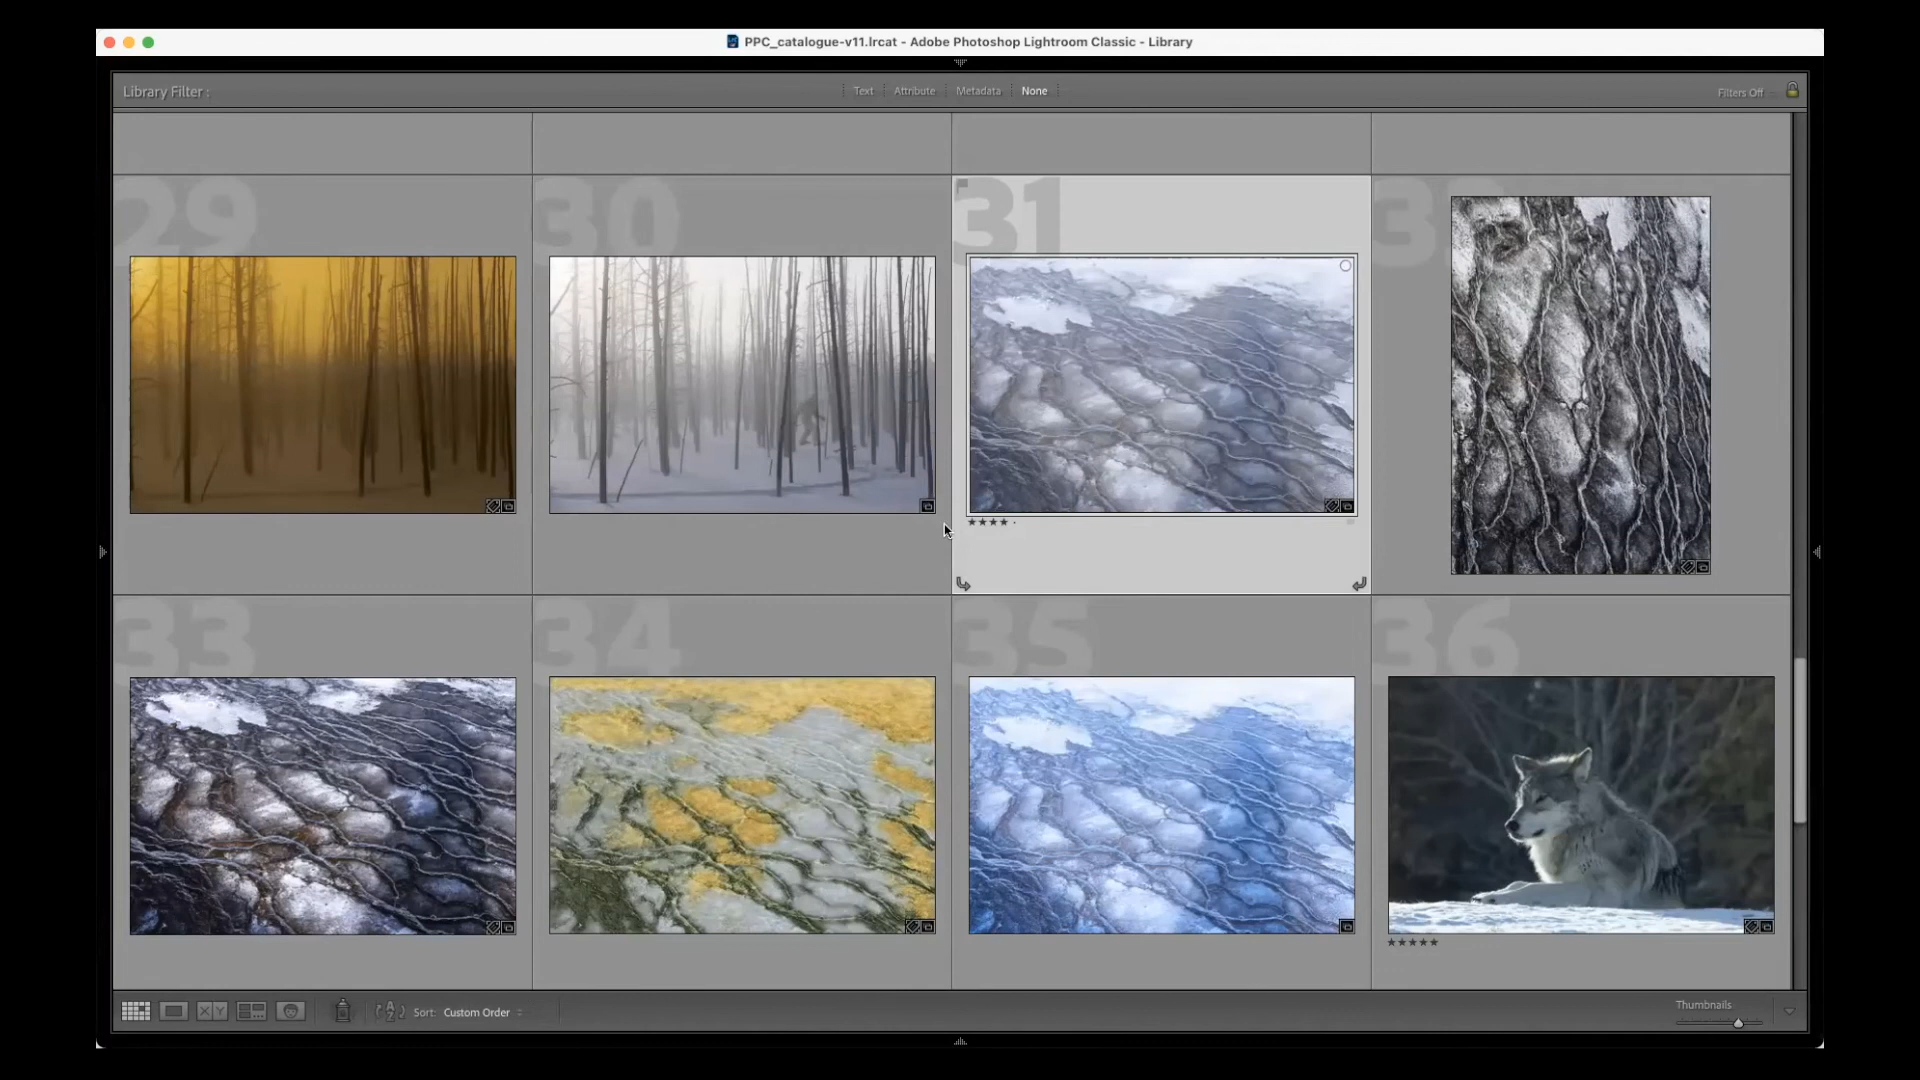 PPC_catalogue-v11.lrcat - Adobe Photoshop Lightroom Classic - Library
Library Filter :
Text
Attribute
Metadata
None
Filters Off
29
30
31
33
34
35
36
Sort:
Custom Order
Thumbnails